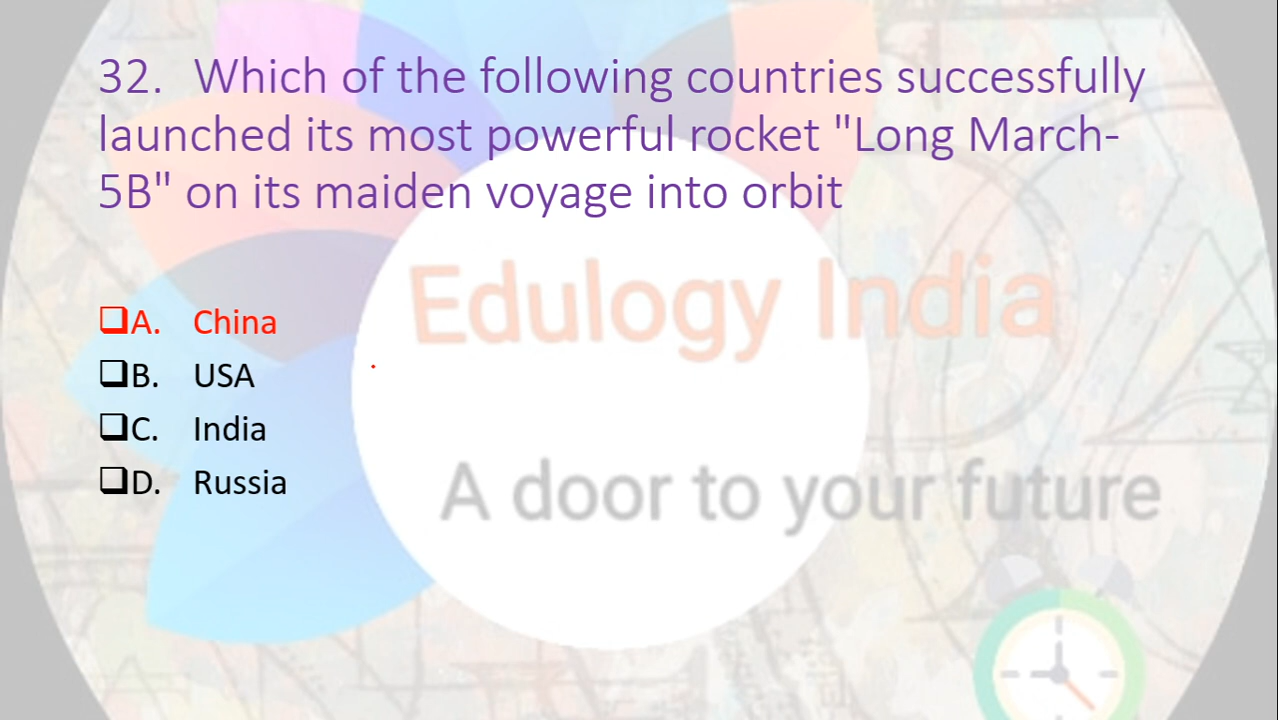 32. Which of the following countries successfully
launched its most powerful rocket "Long March-
5B" on its maiden voyage into orbit
Edulogy India
❑A. China
❑B. USA
❑C. India
❑D. Russia
A door to your future